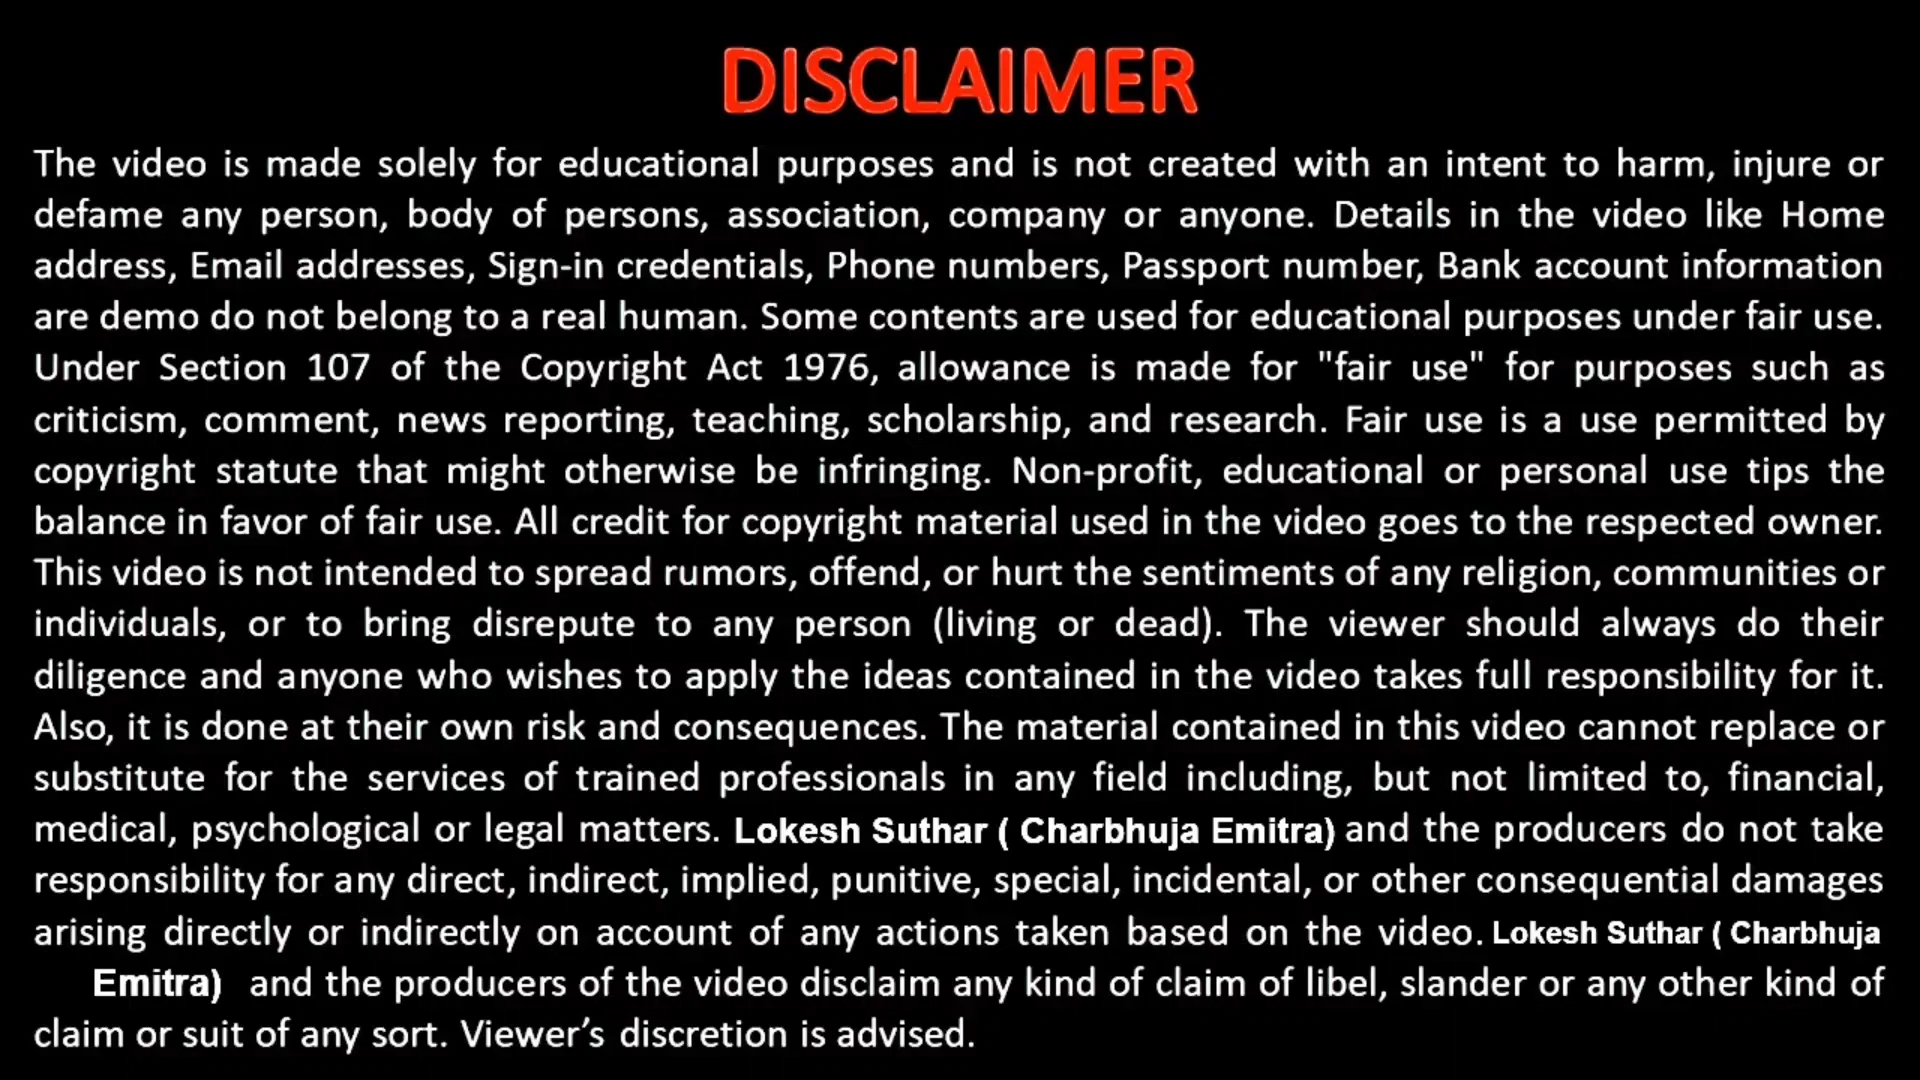 DISCLAIMER
The video is made solely for educational purposes and is not created with an intent to harm, injure or
defame any person, body of persons, association, company or anyone. Details in the video like Home
address, Email addresses, Sign-in credentials, Phone numbers, Passport number, Bank account information
are demo do not belong to a real human. Some contents are used for educational purposes under fair use.
Under Section 107 of the Copyright Act 1976, allowance is made for "fair use" for purposes such as
criticism, comment, news reporting, teaching, scholarship, and research. Fair use is a use permitted by
copyright statute that might otherwise be infringing. Non-profit, educational or personal use tips the
balance in favor of fair use. All credit for copyright material used in the video goes to the respected owner.
This video is not intended to spread rumors, offend, or hurt the sentiments of any religion, communities or
individuals, or to bring disrepute to any person (living or dead). The viewer should always do their
diligence and anyone who wishes to apply the ideas contained in the video takes full responsibility for it.
Also, it is done at their own risk and consequences. The material contained in this video cannot replace or
substitute for the services of trained professionals in any field including, but not limited to, financial,
medical, psychological or legal matters. Lokesh Suthar ( Charbhuja Emitra) and the producers do not take
responsibility for any direct, indirect, implied, punitive, special, incidental, or other consequential damages
arising directly or indirectly on account of any actions taken based on the video. Lokesh Suthar ( Charbhuja
Emitra) and the producers of the video disclaim any kind of claim of libel, slander or any other kind of
claim or suit of any sort. Viewer’s discretion is advised.